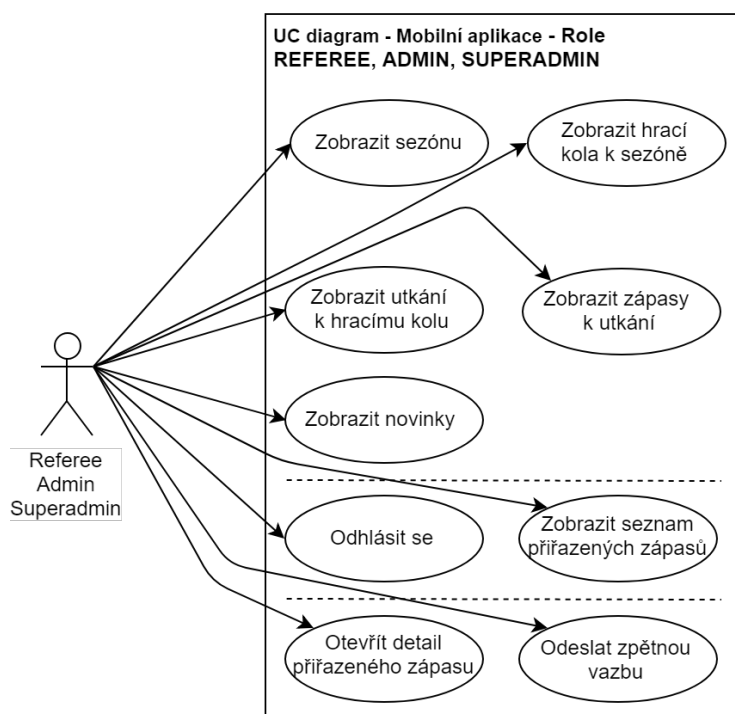 UC diagram - Mobilní aplikace - Role
REFEREE, ADMIN, SUPERADMIN
Zobrazit sezónu
Zobrazit hrací
kola k sezóně
Zobrazit utkání
k hracímu kolu
Zobrazit zápasy
k utkání
Zobrazit novinky
Referee
Admin
Superadmin
Odhlásit se
Zobrazit seznam
přiřazených zápasů
Otevřít detail
přiřazeného zápasu
Odeslat zpětnou
vazbu